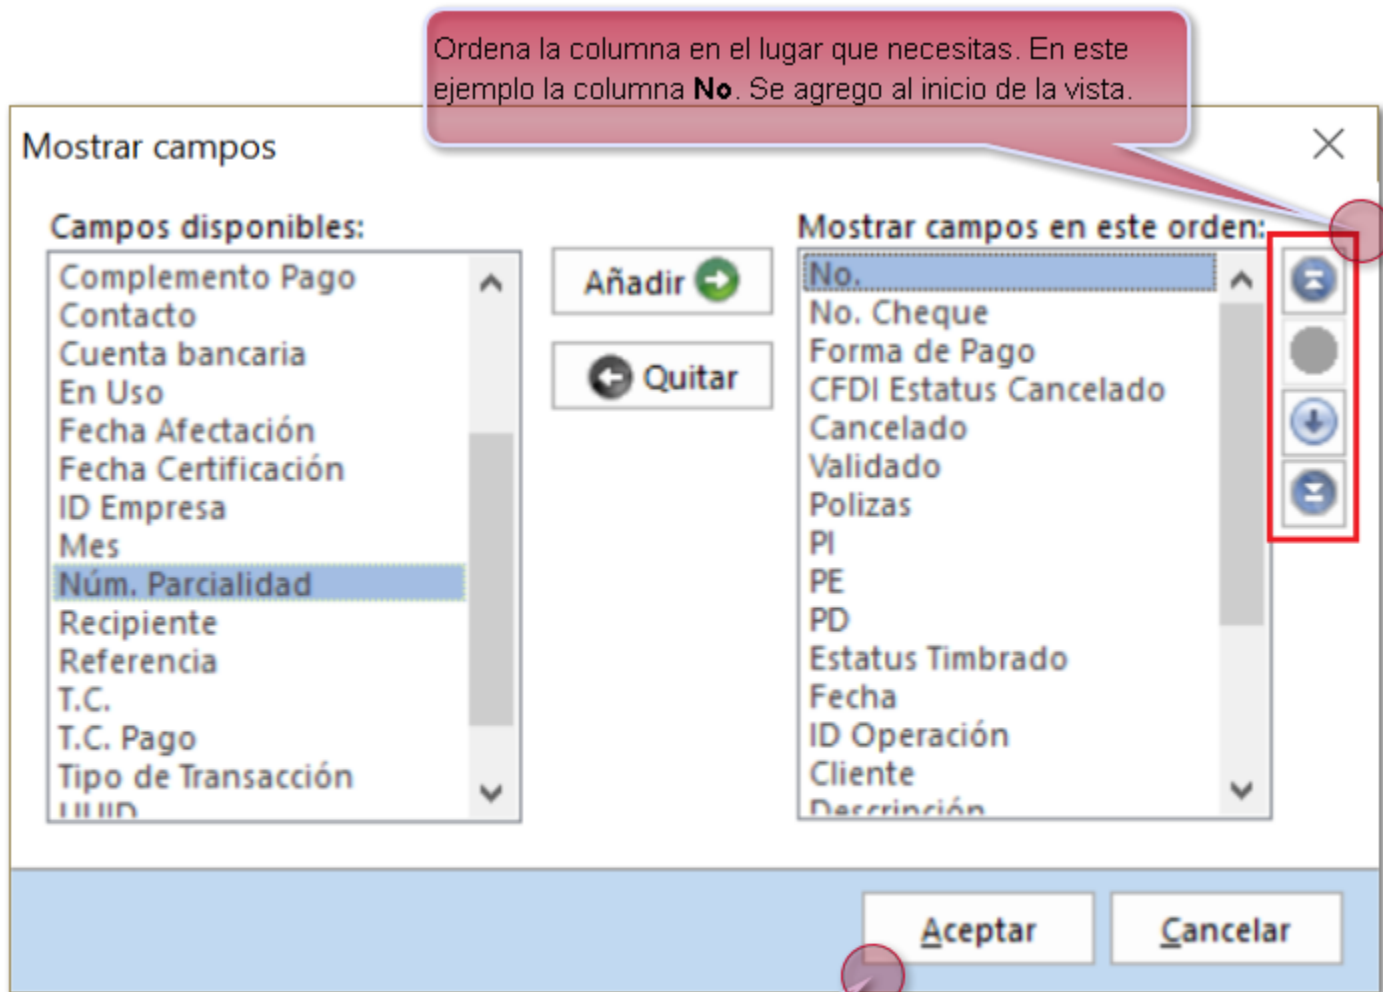 Ordena la columna en el lugar que necesitas. En este
ejemplo la columna No. Se agrego al inicio de la vista.
Mostrar campos
Campos disponibles:
Complemento Pago
Contacto
Cuenta bancaria
En Uso
Fecha Afectación
Fecha Certificación
ID Empresa
Mes
Núm. Parcialidad
Recipiente
Referencia
T.C.
T.C. Pago
Tipo de Transacción
UUID
Añadir
Quitar
Mostrar campos en este orden:
No.
No. Cheque
Forma de Pago
CFDI Estatus Cancelado
Cancelado
Validado
Polizas
PI
PE
PD
Estatus Timbrado
Fecha
ID Operación
Cliente
Descripción
Aceptar
Cancelar